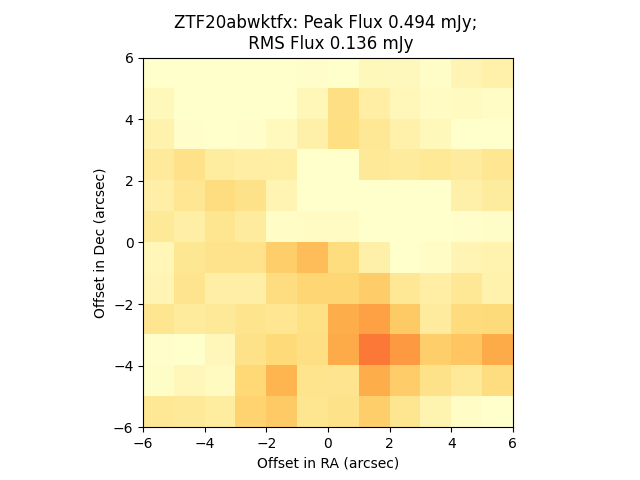 ZTF20abwktfx: Peak Flux 0.494 mJy;
RMS Flux 0.136 mJy
6
4
2
0
−2
−4
−6
Offset in Dec (arcsec)
−6 −4 −2 0 2 4 6
Offset in RA (arcsec)